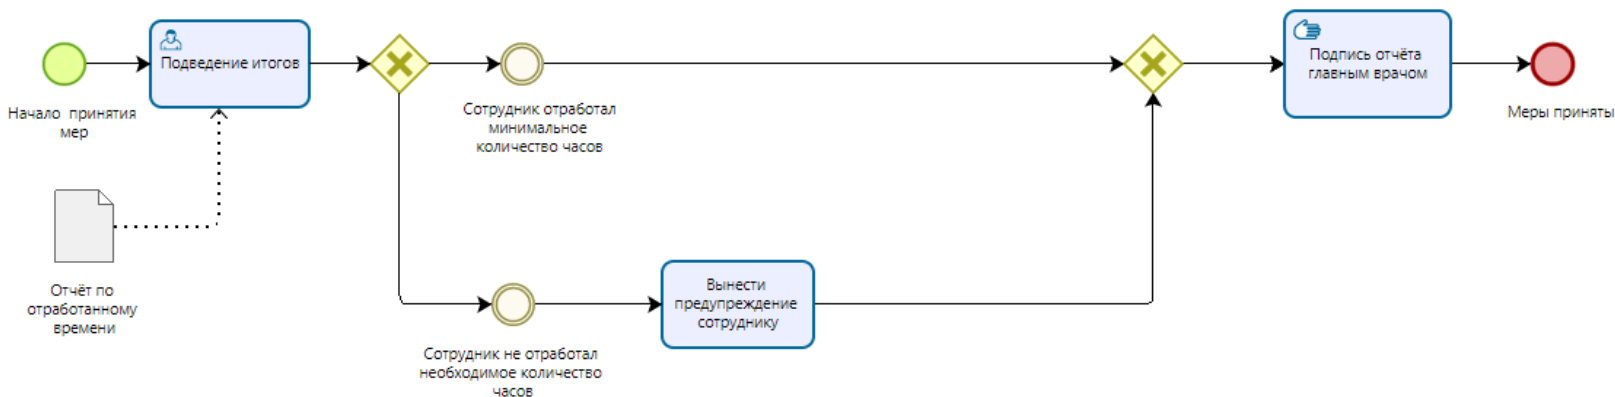 Начало принятия
мер
Подведение итогов
Отчёт по
отработанному
времени
Сотрудник отработал
минимальное
количество часов
Сотрудник не отработал
необходимое количество
часов
Вынести
предупреждение
сотруднику
Подпись отчёта
главным врачом
Меры приняты